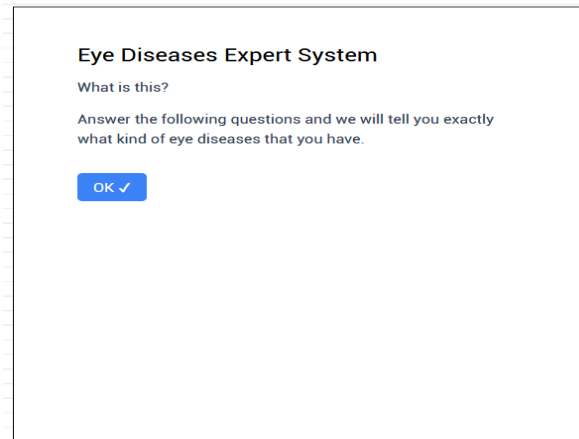 Eye Diseases Expert System
What is this?
Answer the following questions and we will tell you exactly
what kind of eye diseases that you have.
OK ✓